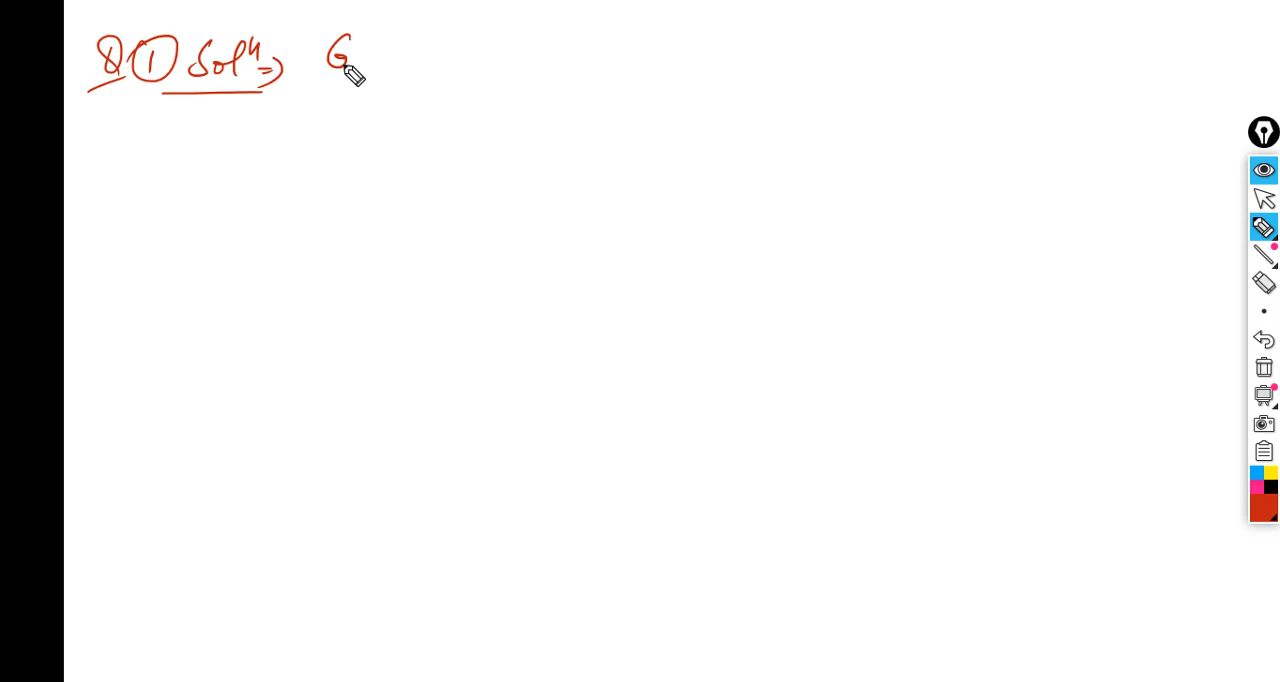 Q ① Solⁿ ⇒ G